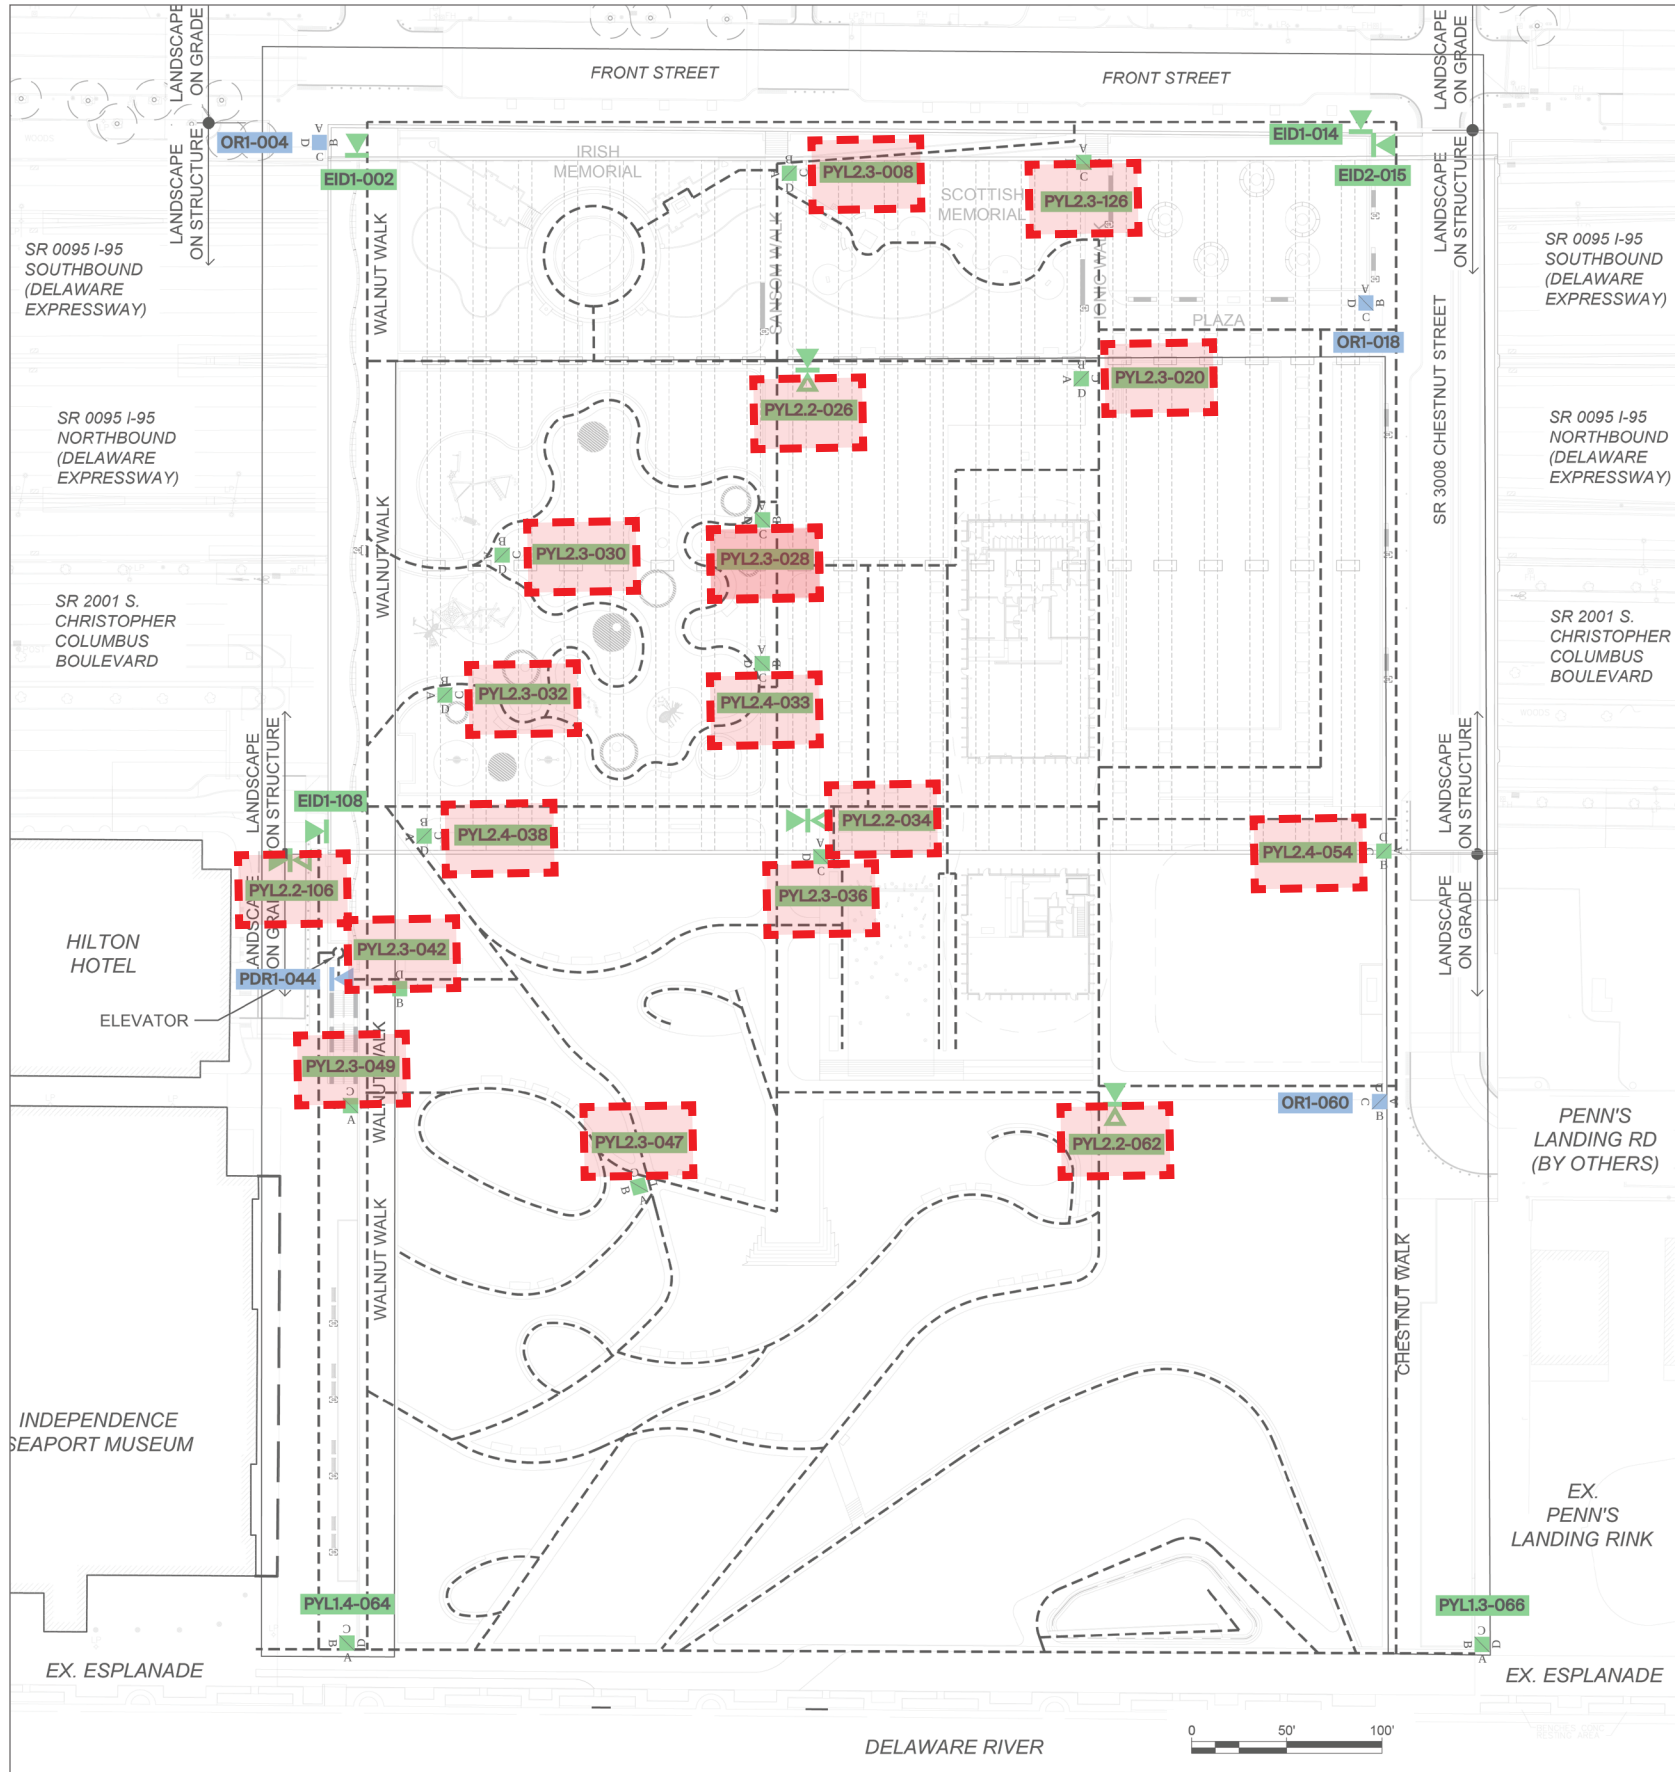 LANDSCAPE
ON GRADE
LANDSCAPE
ON STRUCTURE
FRONT STREET
FRONT STREET
LANDSCAPE
ON GRADE
LANDSCAPE
ON STRUCTURE
OR1-004
A
B
C
D
EID1-002
IRISH
MEMORIAL
A
B
C
D
PYL2.3-008
SCOTTISH
MEMORIAL
A
C
PYL2.3-126
EID1-014
EID2-015
SR 0095 I-95
SOUTHBOUND
(DELAWARE
EXPRESSWAY)
WALNUT WALK
SANSOM WALK
IONIC WALK
PLAZA
A
B
C
D
OR1-018
SR 0095 I-95
SOUTHBOUND
(DELAWARE
EXPRESSWAY)
SR 3008 CHESTNUT STREET
PYL2.2-026
A
B
C
D
PYL2.3-020
SR 0095 I-95
NORTHBOUND
(DELAWARE
EXPRESSWAY)
SR 0095 I-95
NORTHBOUND
(DELAWARE
EXPRESSWAY)
WALNUT WALK
A
B
C
D
PYL2.3-030
A
B
C
D
PYL2.3-028
SR 2001 S.
CHRISTOPHER
COLUMBUS
BOULEVARD
SR 2001 S.
CHRISTOPHER
COLUMBUS
BOULEVARD
A
B
C
D
PYL2.3-032
A
B
C
D
PYL2.4-033
LANDSCAPE
ON STRUCTURE
LANDSCAPE
ON STRUCTURE
EID1-108
A
B
C
D
PYL2.4-038
PYL2.2-034
A
C
D
PYL2.3-036
PYL2.4-054
A
B
C
D
PYL2.2-106
LANDSCAPE
ON GRADE
LANDSCAPE
ON GRADE
HILTON
HOTEL
PYL2.3-042
D
B
PDR1-044
ELEVATOR
WALNUT WALK
PYL2.3-049
C
A
PYL2.3-047
A
B
C
D
PYL2.2-062
OR1-060
A
B
C
D
PENN'S
LANDING RD
(BY OTHERS)
WALNUT WALK
CHESTNUT WALK
INDEPENDENCE
SEAPORT MUSEUM
EX.
PENN'S
LANDING RINK
PYL1.4-064
A
B
C
D
PYL1.3-066
A
B
C
D
EX. ESPLANADE
EX. ESPLANADE
DELAWARE RIVER
0
50'
100'